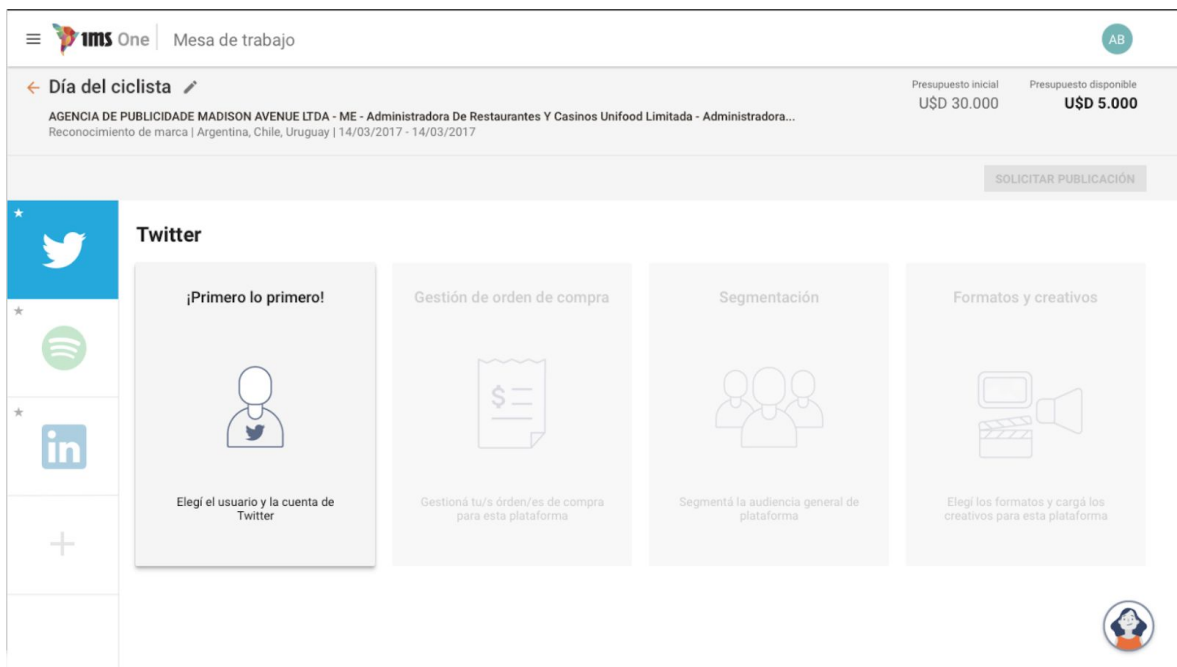 1ms One Mesa de trabajo
AB
Día del ciclista
Presupuesto inicial
U$D 30.000
Presupuesto disponible
U$D 5.000
AGENCIA DE PUBLICIDADE MADISON AVENUE LTDA - ME - Administradora De Restaurantes Y Casinos Unifood Limitada - Administradora...
Reconocimiento de marca | Argentina, Chile, Uruguay | 14/03/2017 - 14/03/2017
SOLICITAR PUBLICACIÓN
Twitter
¡Primero lo primero!
Elegí el usuario y la cuenta de
Twitter
Gestión de orden de compra
$
Gestioná tu/s órden/es de compra
para esta plataforma
Segmentación
Segmentá la audiencia general de
plataforma
Formatos y creativos
Elegí los formatos y cargá los
creativos para esta plataforma
in